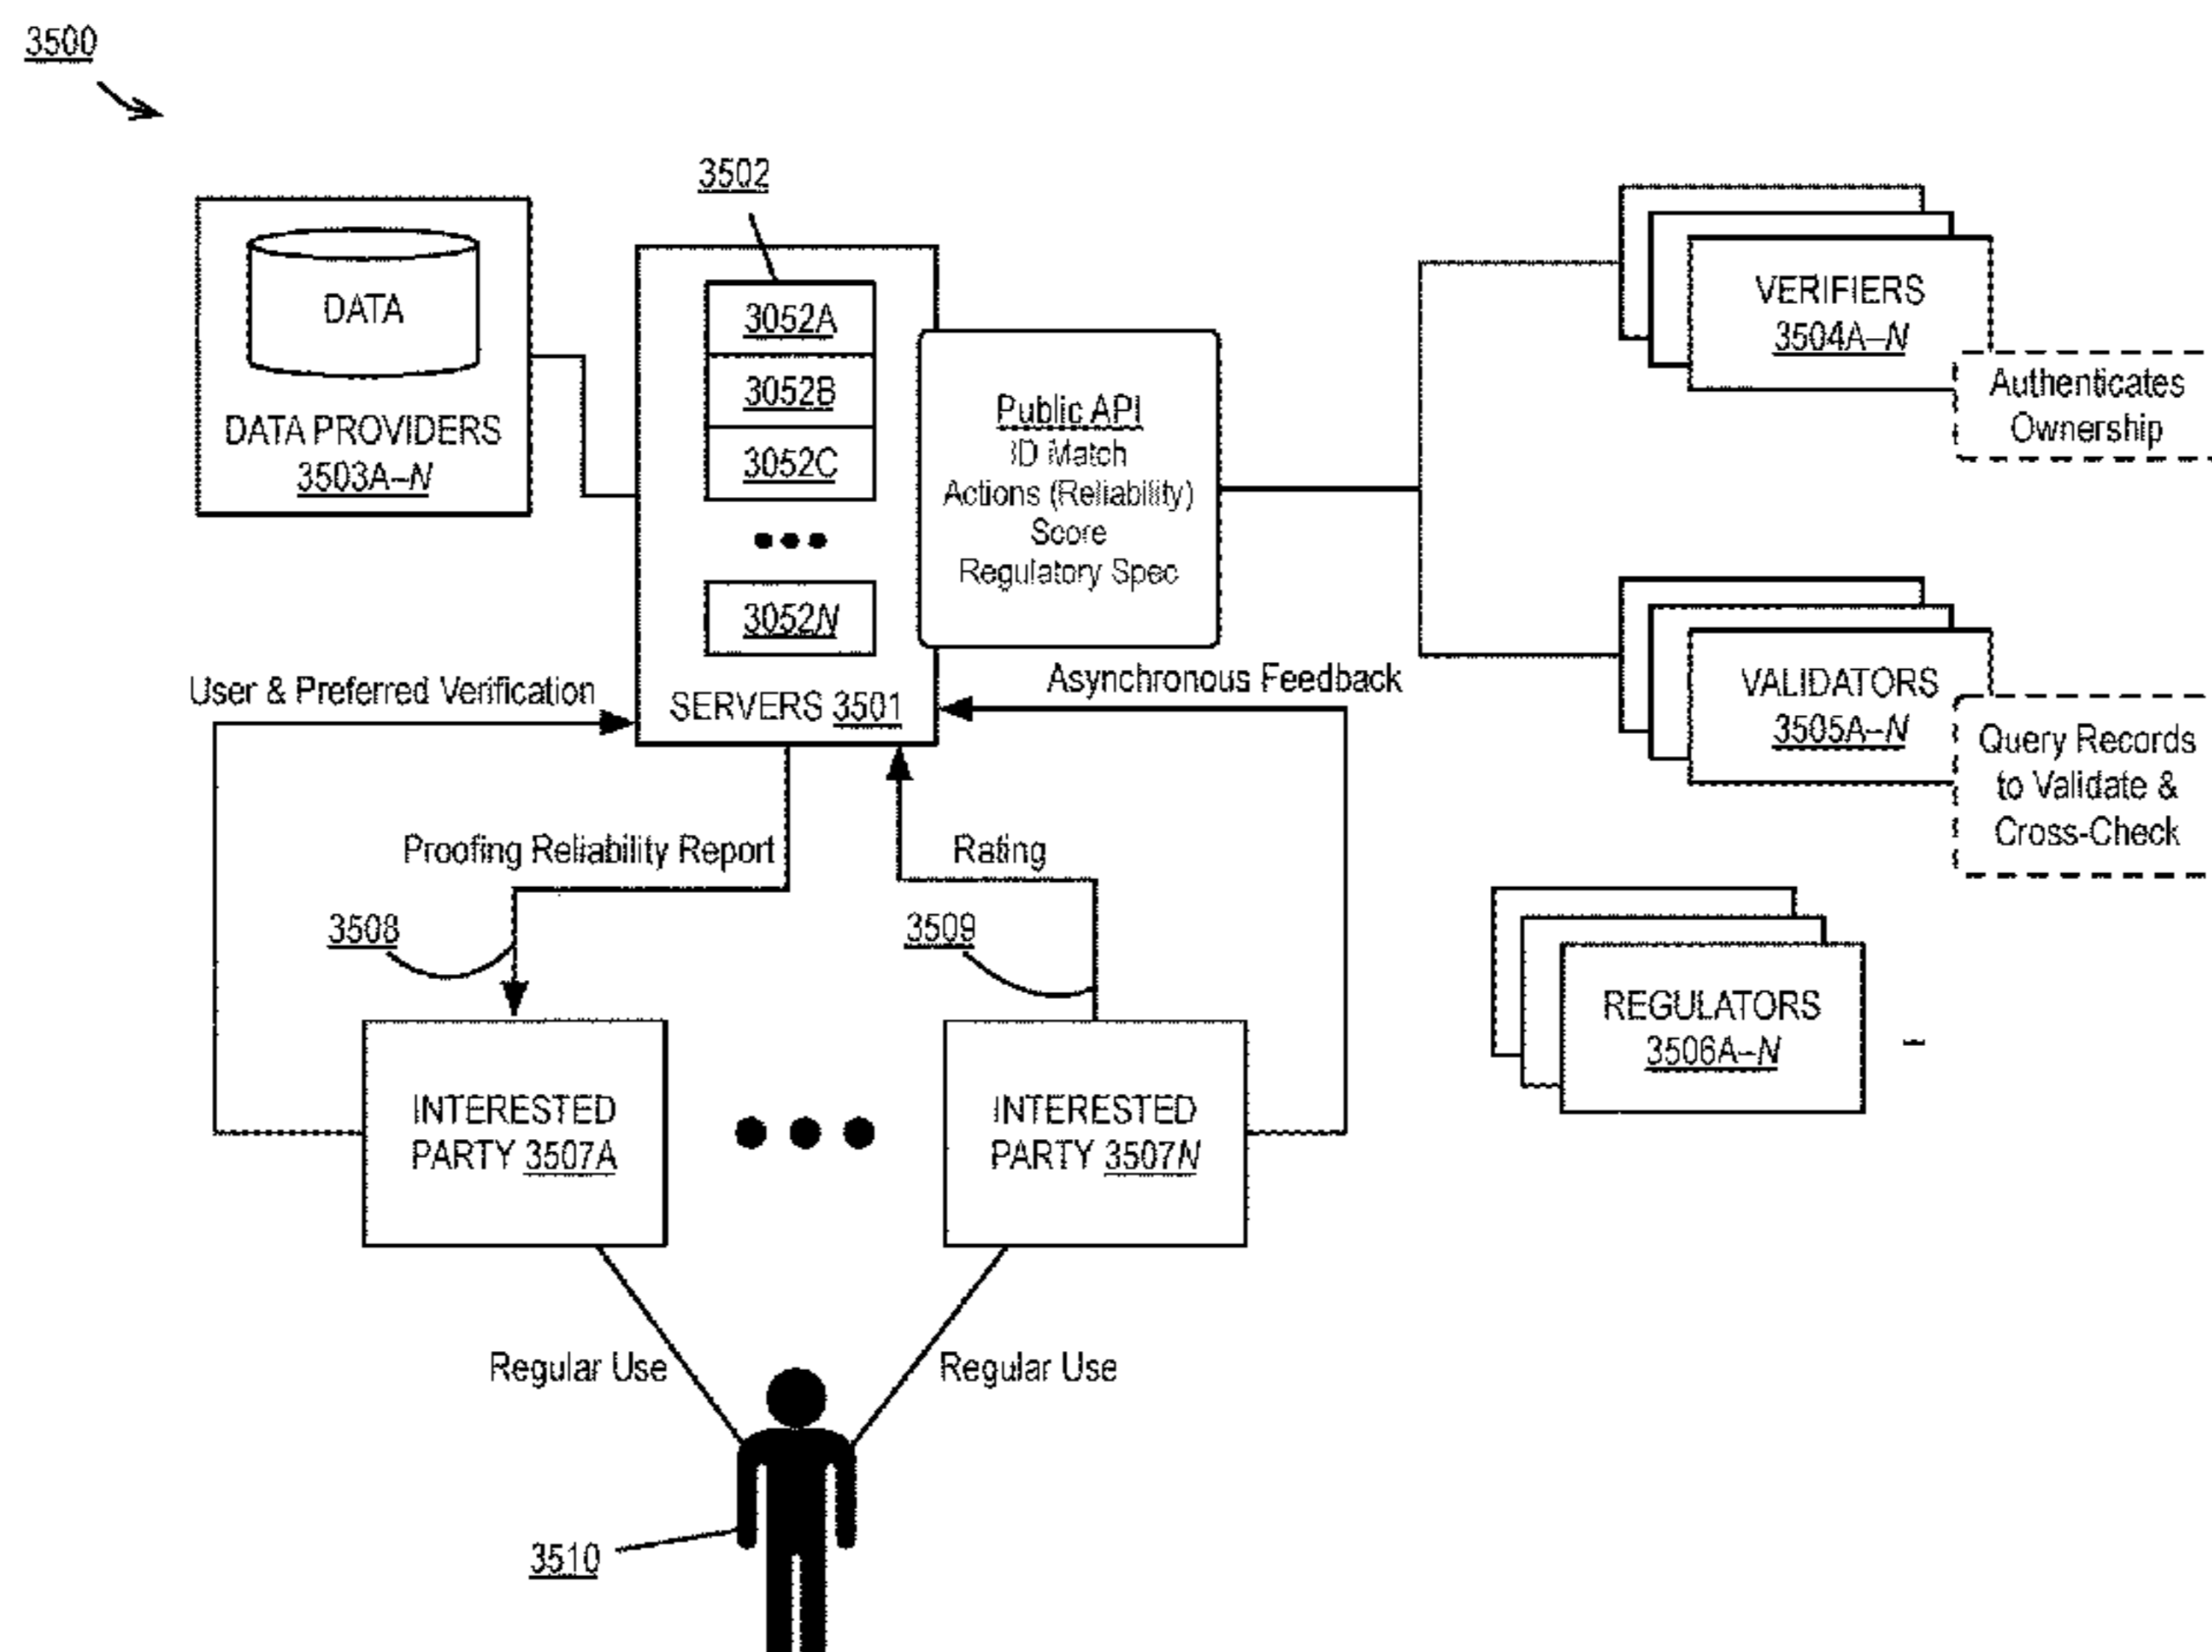 3500
3502
DATA
DATA PROVIDERS
3503A–N
3052A
3052B
3052C
3052N
SERVERS 3501
Public API
ID Match
Actions (Reliability)
Score
Regulatory Spec
VERIFIERS
3504A–N
Authenticates
Ownership
VALIDATORS
3505A–N
Query Records
to Validate &
Cross-Check
REGULATORS
3506A–N
User & Preferred Verification
Asynchronous Feedback
Proofing Reliability Report
Rating
3508
3509
INTERESTED
PARTY 3507A
INTERESTED
PARTY 3507N
Regular Use
Regular Use
3510